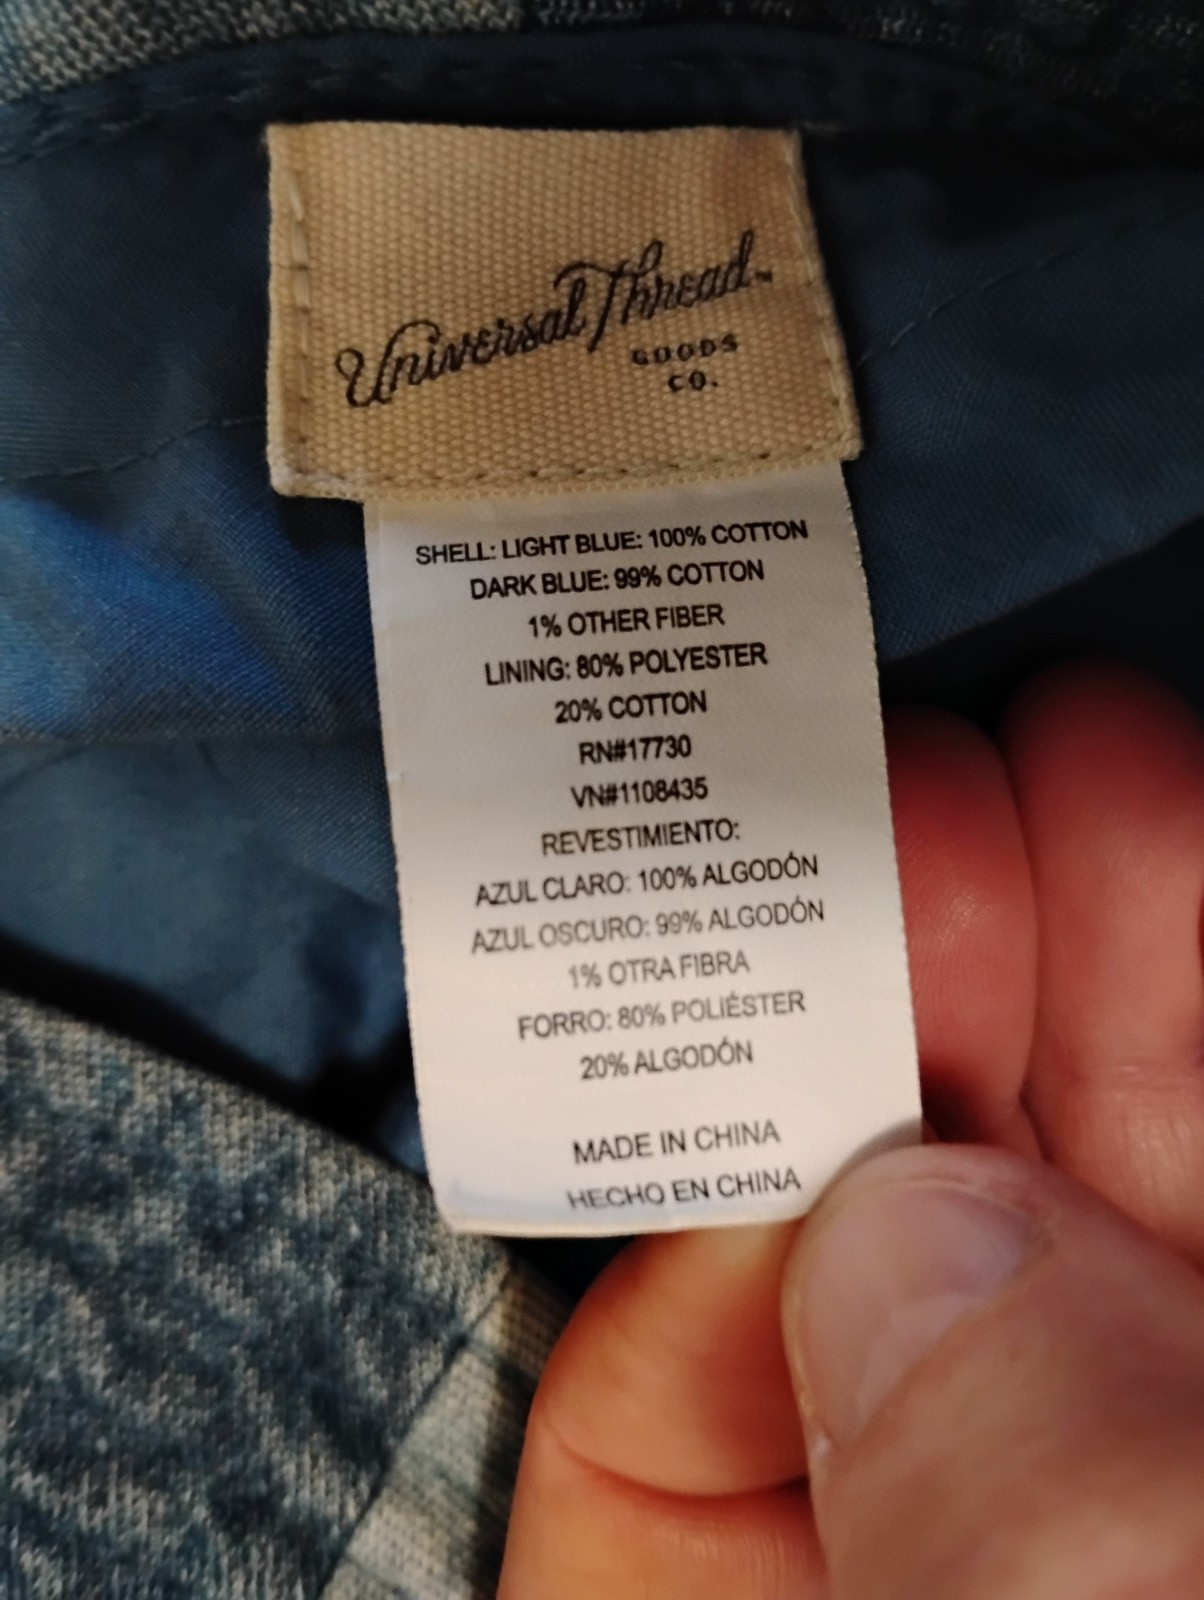 Universal Thread™
GOODS
CO.
SHELL: LIGHT BLUE: 100% COTTON
DARK BLUE: 99% COTTON
1% OTHER FIBER
LINING: 80% POLYESTER
20% COTTON
RN#17730
VN#1108435
REVESTIMIENTO:
AZUL CLARO: 100% ALGODÓN
AZUL OSCURO: 99% ALGODÓN
1% OTRA FIBRA
FORRO: 80% POLIÉSTER
20% ALGODÓN
MADE IN CHINA
HECHO EN CHINA